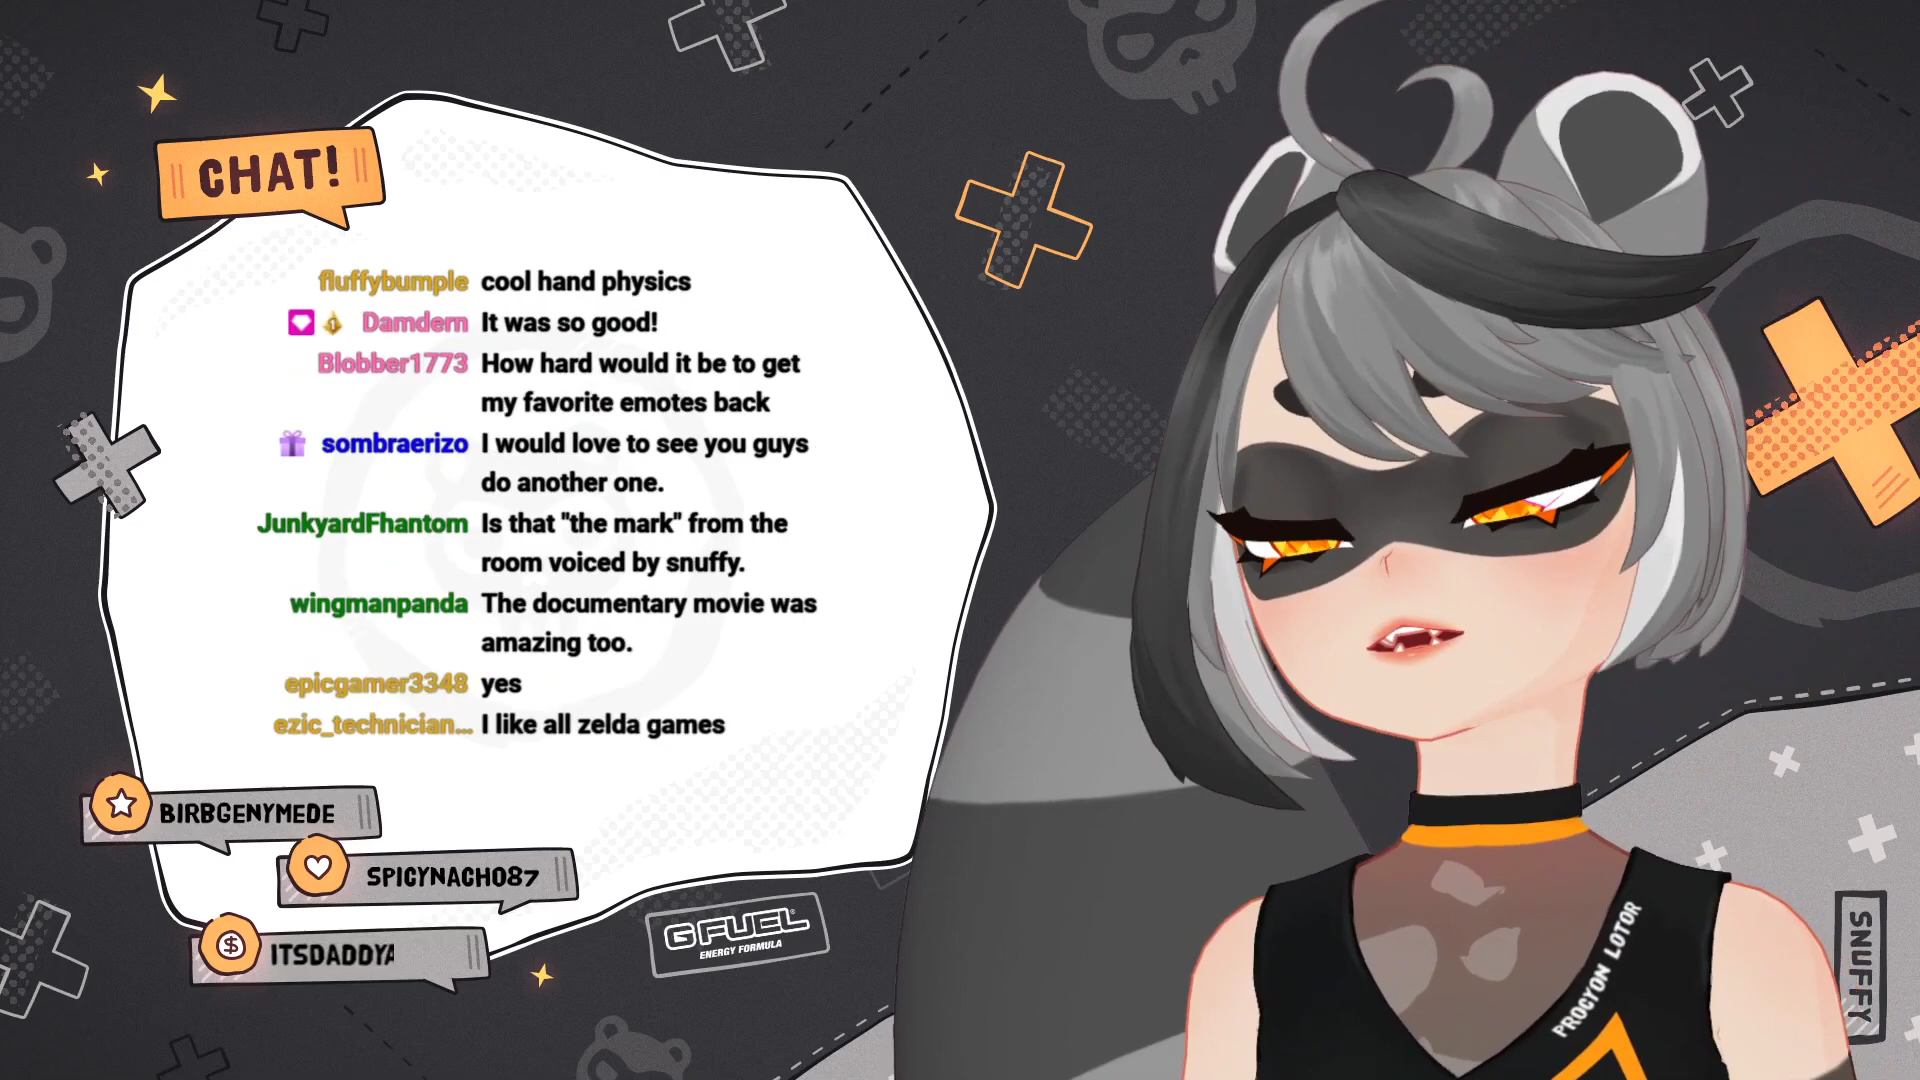 CHAT!
fluffybumple cool hand physics
1 Damdern It was so good!
Blobber1773 How hard would it be to get
my favorite emotes back
sombraerizo I would love to see you guys
do another one.
JunkyardFhantom Is that "the mark" from the
room voiced by snuffy.
wingmanpanda The documentary movie was
amazing too.
epicgamer3348 yes
ezic_technician... I like all zelda games
BIRBGENYMEDE
SPICYNACHO87
$ ITSDADDYA
G FUEL®
ENERGY FORMULA
PROCYON LOTOR
SNUFFY